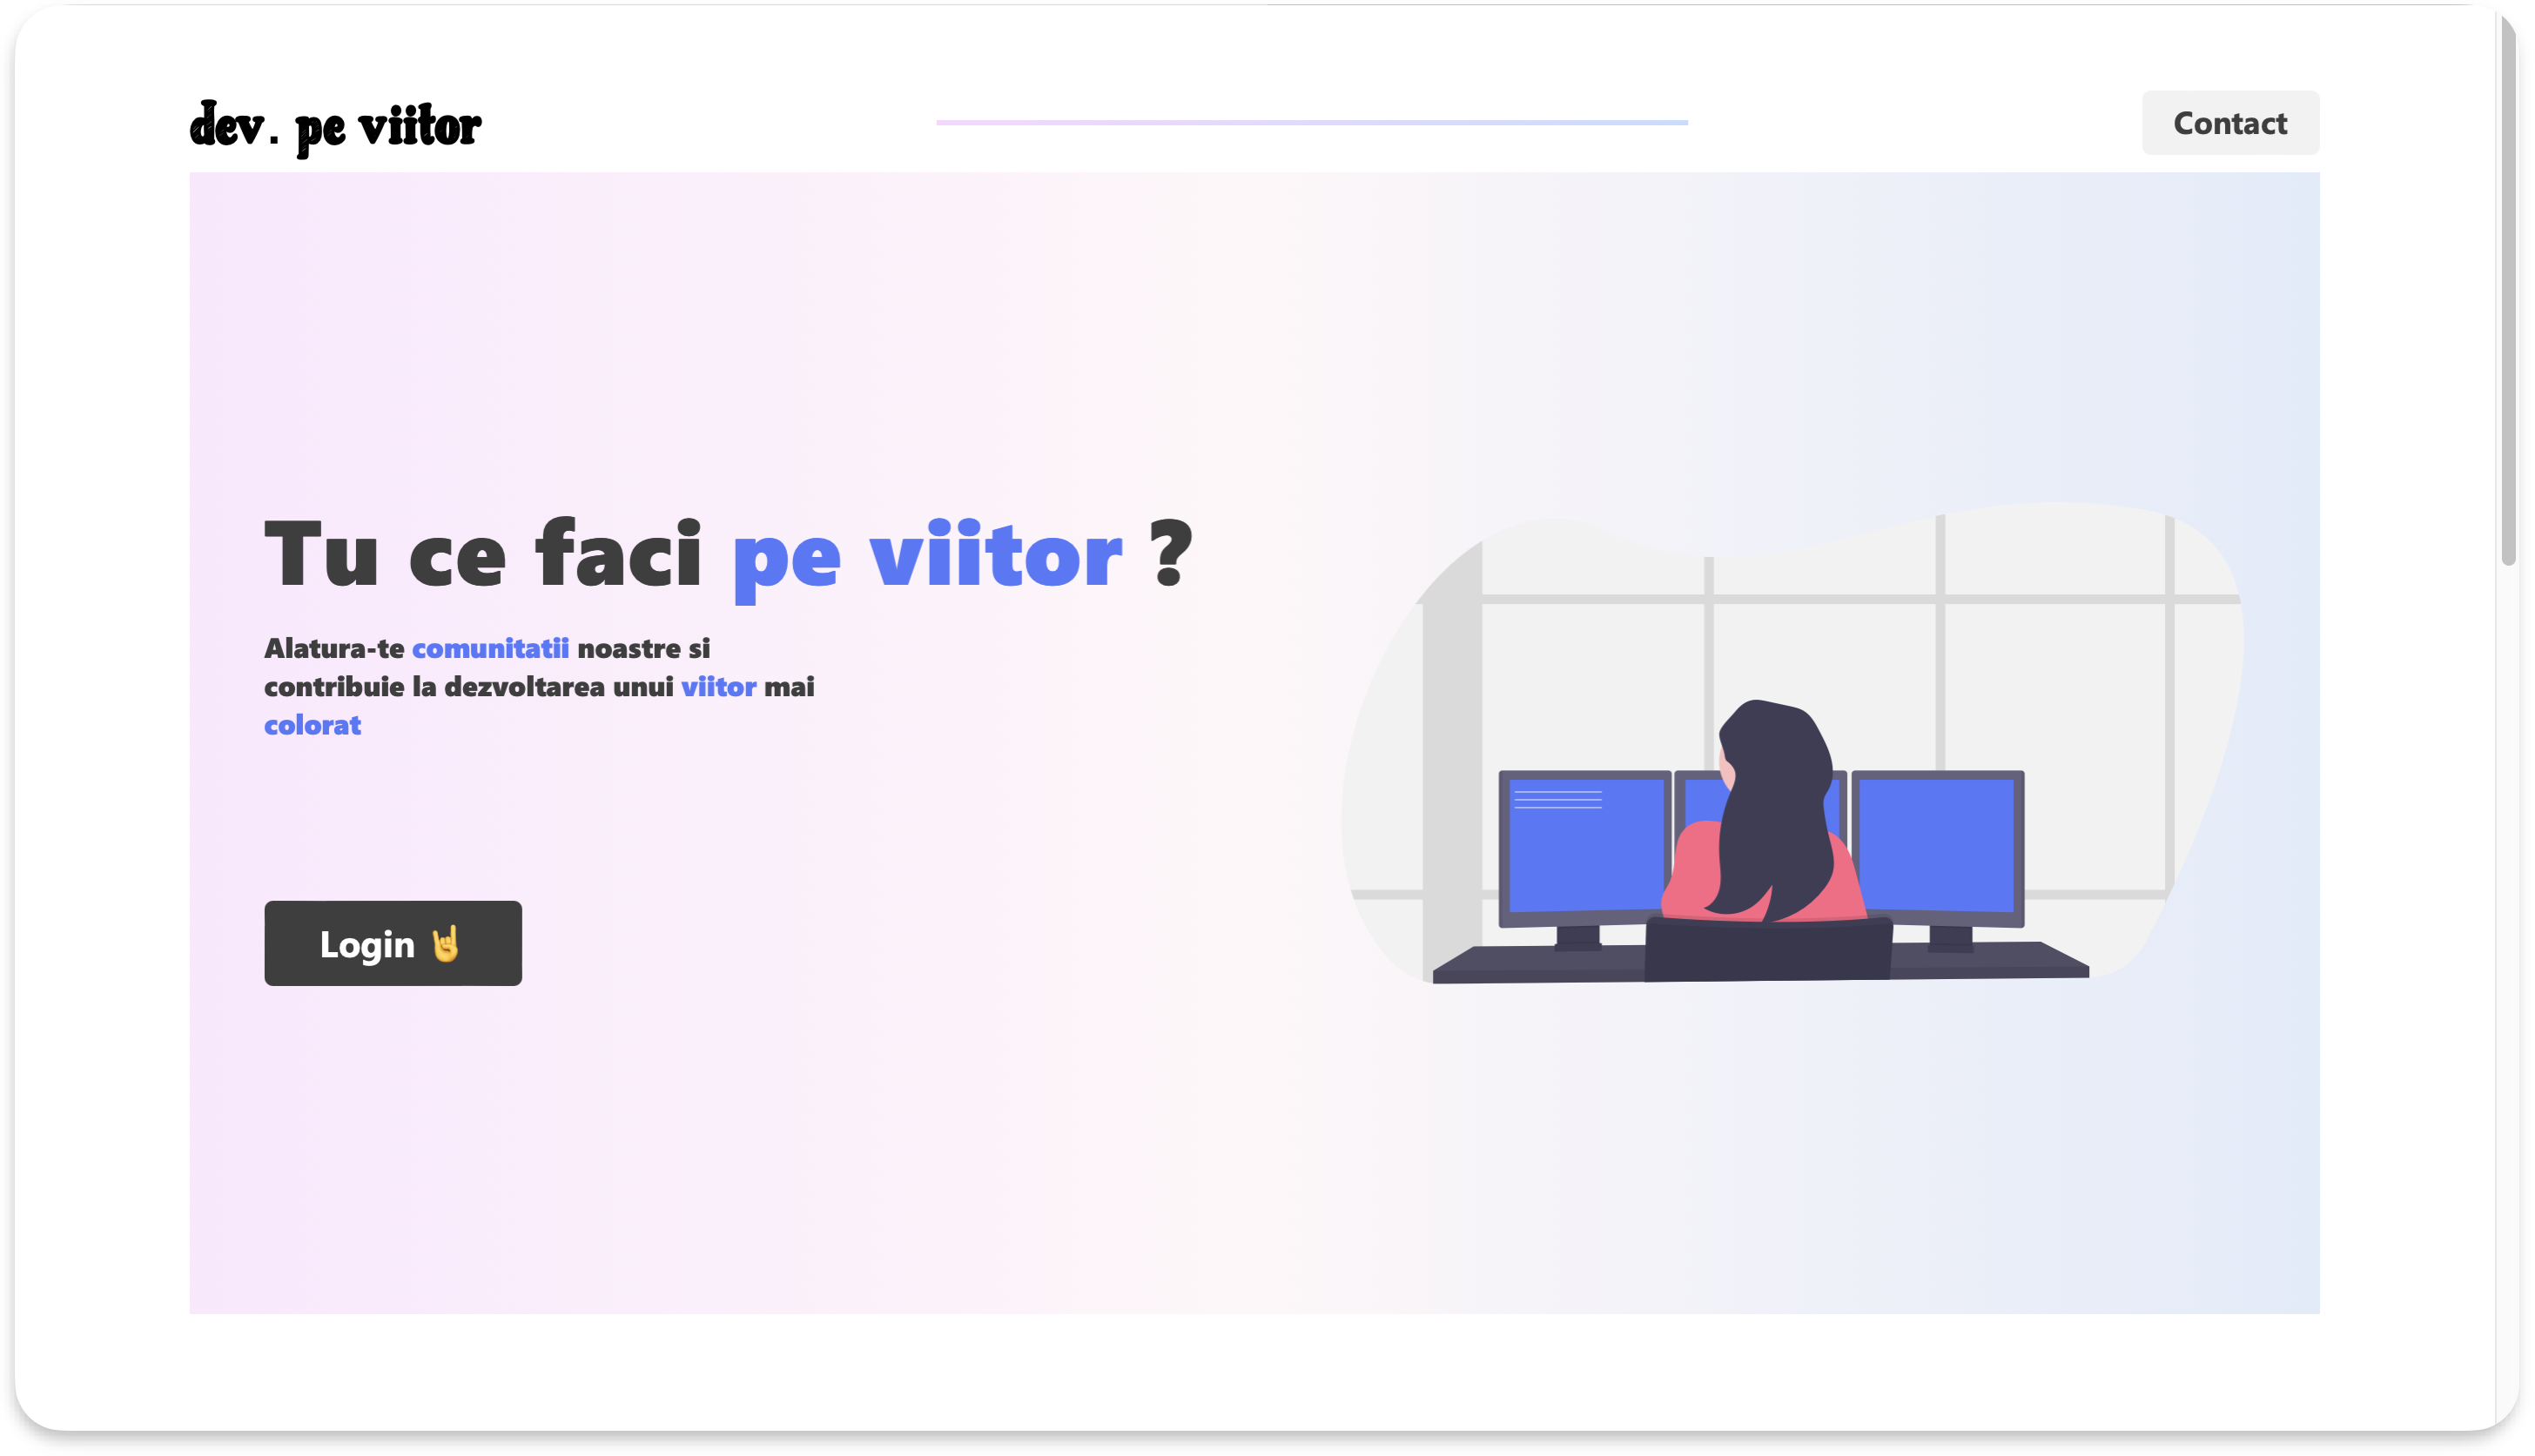 dev. pe viitor
Contact
Tu ce faci pe viitor ?
Alatura-te comunitatii noastre si
contribuie la dezvoltarea unui viitor mai
colorat
Login 🤘